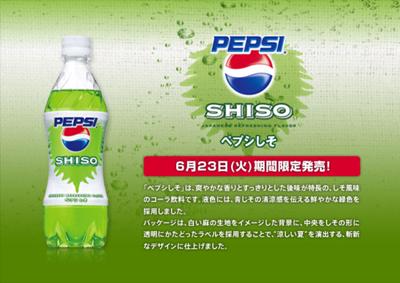 PEPSI
SHISO
JAPANESE REFRESHING FLAVOR
ペプシしそ
PEPSI
SHISO
JAPANESE REFRESHING FLAVOR
ペプシしそ
6月23日(火)期間限定発売!
「ペプシしそ」は、爽やかな香りとすっきりとした後味が特長の、しそ風味
のコーラ飲料です。液色には、青じその清涼感を伝える鮮やかな緑色を
採用しました。
パッケージは、白い麻の生地をイメージした背景に、中央をしその形に
透明にかたどったラベルを採用することで、“涼しい夏”を演出する、斬新
なデザインに仕上げました。